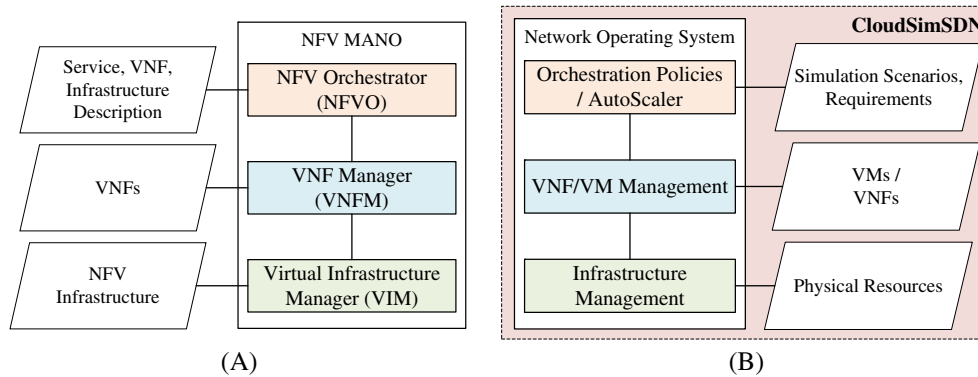 NFV MANO
Service, VNF,
Infrastructure
Description
NFV Orchestrator
(NFVO)
VNFs
VNF Manager
(VNFM)
NFV
Infrastructure
Virtual Infrastructure
Manager (VIM)
(A)
CloudSimSDN
Network Operating System
Orchestration Policies
/ AutoScaler
Simulation Scenarios,
Requirements
VNF/VM Management
VMs /
VNFs
Infrastructure
Management
Physical Resources
(B)